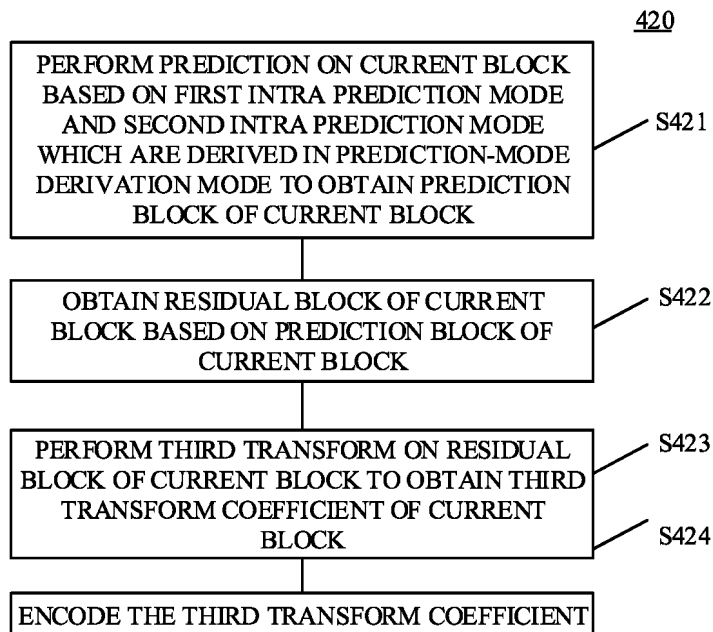 420
PERFORM PREDICTION ON CURRENT BLOCK
BASED ON FIRST INTRA PREDICTION MODE
AND SECOND INTRA PREDICTION MODE
WHICH ARE DERIVED IN PREDICTION-MODE
DERIVATION MODE TO OBTAIN PREDICTION
BLOCK OF CURRENT BLOCK
S421
OBTAIN RESIDUAL BLOCK OF CURRENT
BLOCK BASED ON PREDICTION BLOCK OF
CURRENT BLOCK
S422
PERFORM THIRD TRANSFORM ON RESIDUAL
BLOCK OF CURRENT BLOCK TO OBTAIN THIRD
TRANSFORM COEFFICIENT OF CURRENT
BLOCK
S423
S424
ENCODE THE THIRD TRANSFORM COEFFICIENT